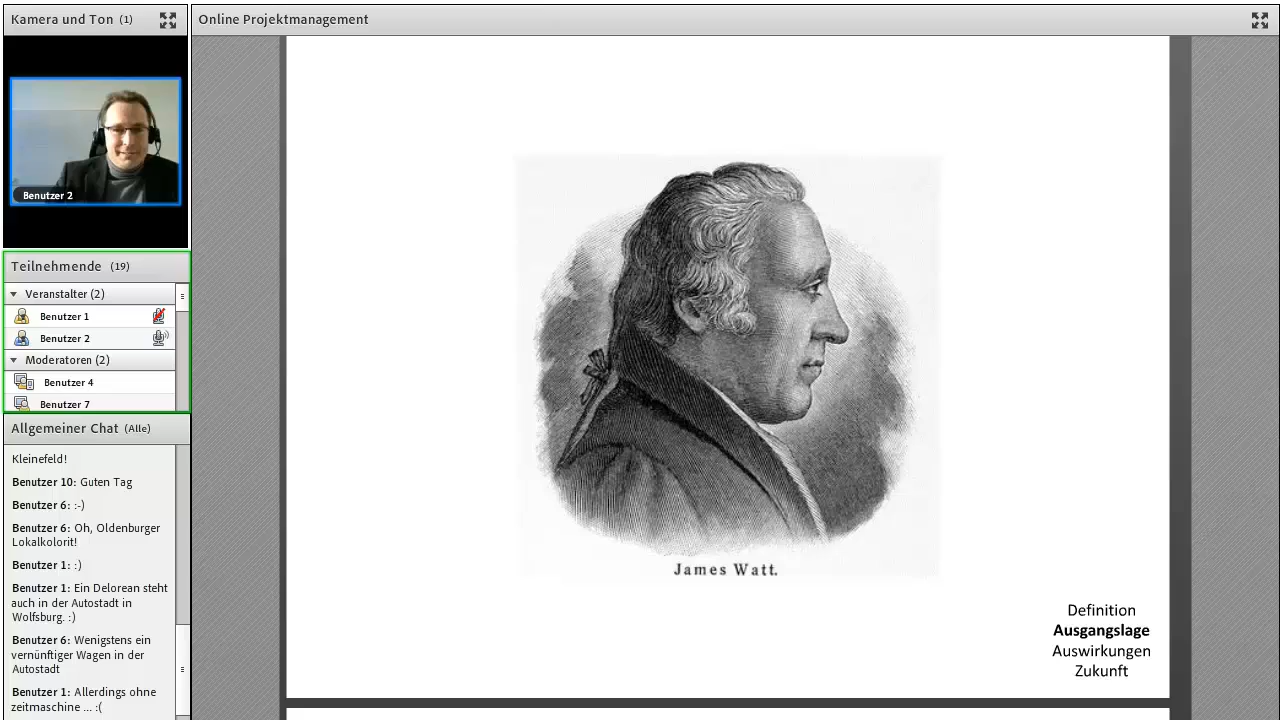 Kamera und Ton (1)
Benutzer 2
Teilnehmende (19)
Veranstalter (2)
Benutzer 1
Benutzer 2
Moderatoren (2)
Benutzer 4
Benutzer 7
Allgemeiner Chat (Alle)
Kleinefeld!
Benutzer 10: Guten Tag
Benutzer 6: :-)
Benutzer 6: Oh, Oldenburger
Lokalkolorit!
Benutzer 1: :)
Benutzer 1: Ein Delorean steht
auch in der Autostadt in
Wolfsburg. :)
Benutzer 6: Wenigstens ein
vernünftiger Wagen in der
Autostadt
Benutzer 1: Allerdings ohne
zeitmaschine ... :(
Online Projektmanagement
James Watt.
Definition
Ausgangslage
Auswirkungen
Zukunft